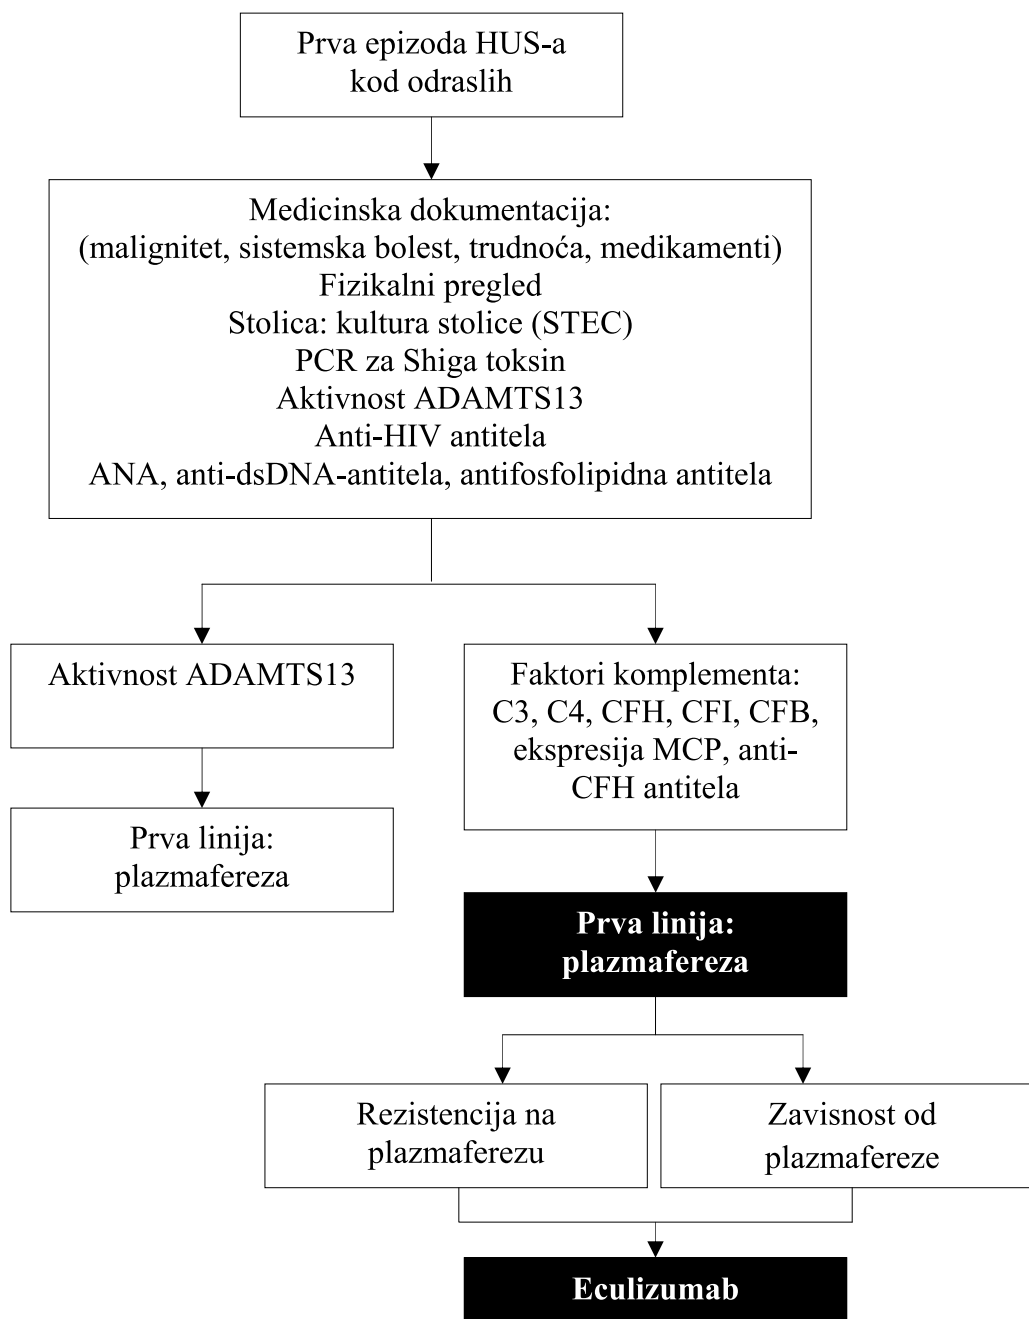 Prva epizoda HUS-a
kod odraslih
Medicinska dokumentacija:
(malignitet, sistemska bolest, trudnoća, medikamenti)
Fizikalni pregled
Stolica: kultura stolice (STEC)
PCR za Shiga toksin
Aktivnost ADAMTS13
Anti-HIV antitela
ANA, anti-dsDNA-antitela, antifosfolipidna antitela
Aktivnost ADAMTS13
Prva linija:
plazmafereza
Faktori komplementa:
C3, C4, CFH, CFI, CFB,
ekspresija MCP, anti-
CFH antitela
Prva linija:
plazmafereza
Rezistencija na
plazmaferezu
Zavisnost od
plazmafereze
Eculizumab